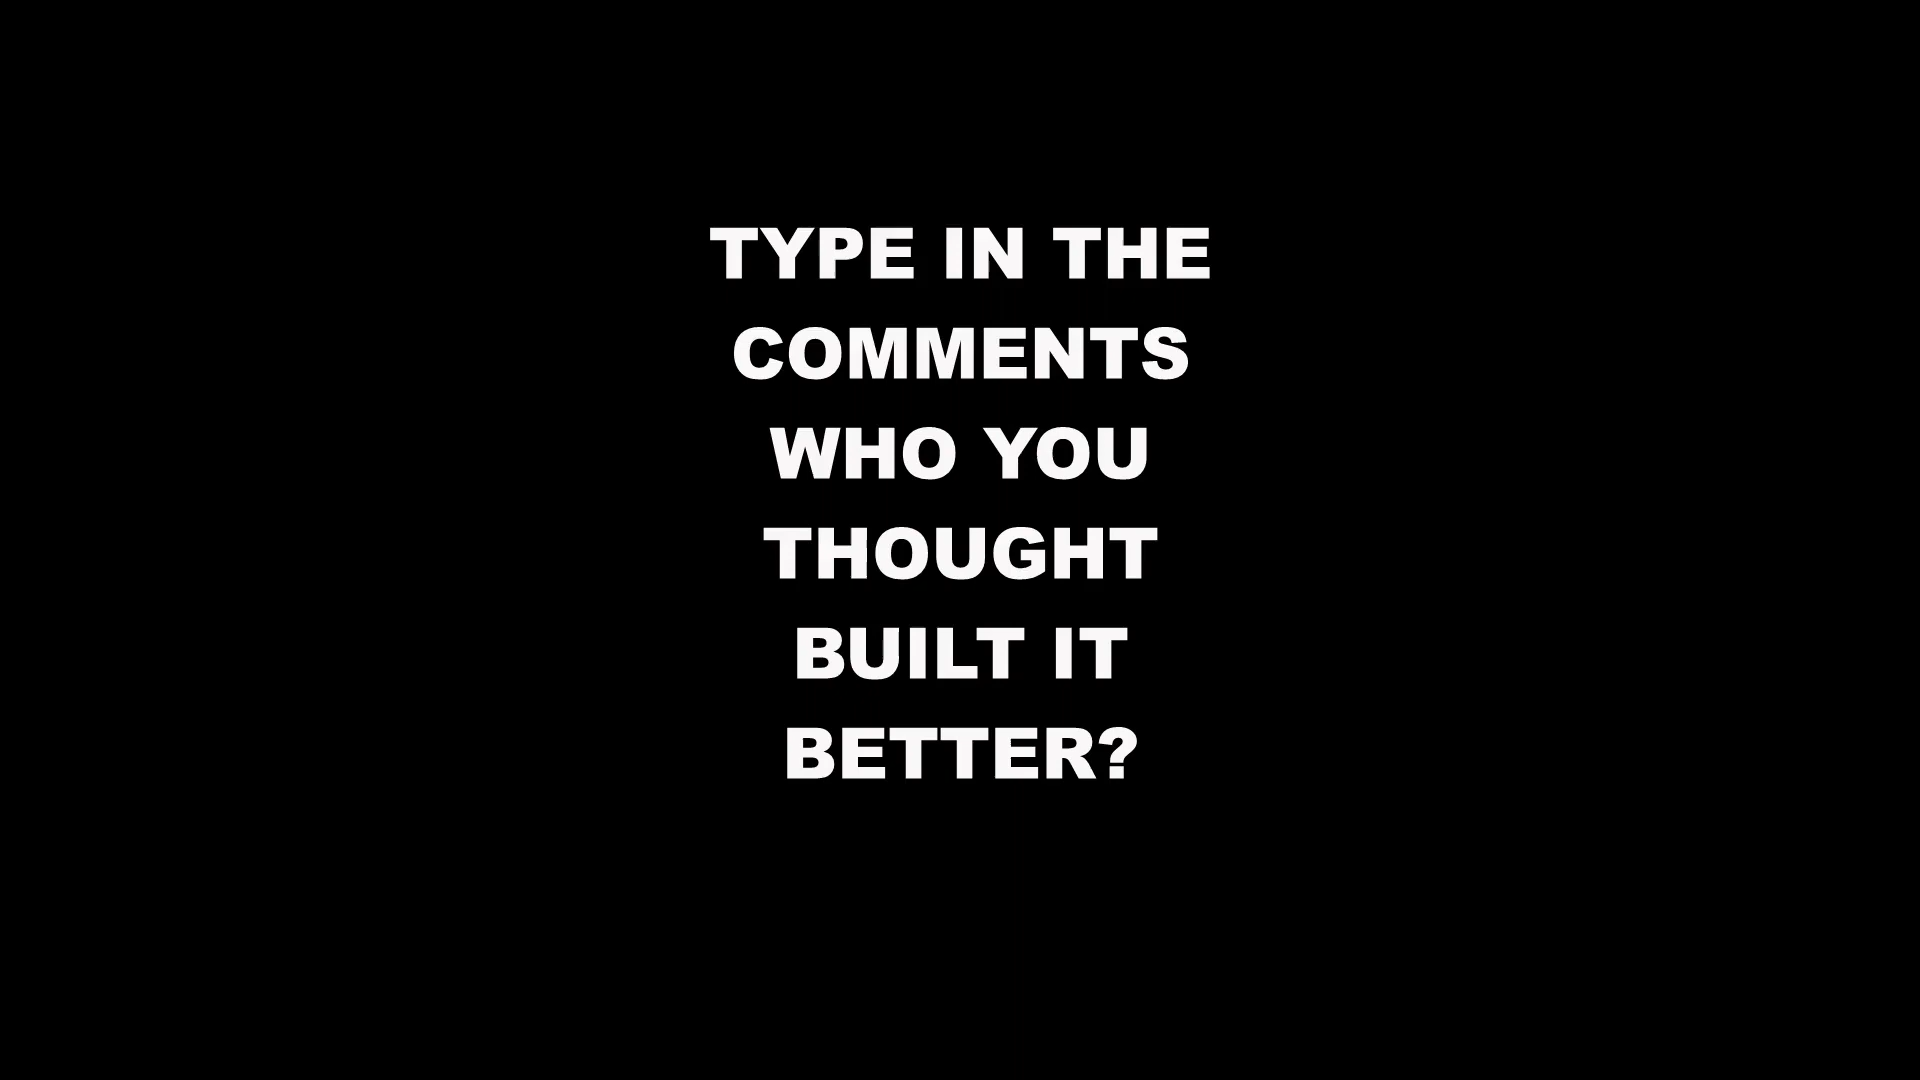 TYPE IN THE
COMMENTS
WHO YOU
THOUGHT
BUILT IT
BETTER?